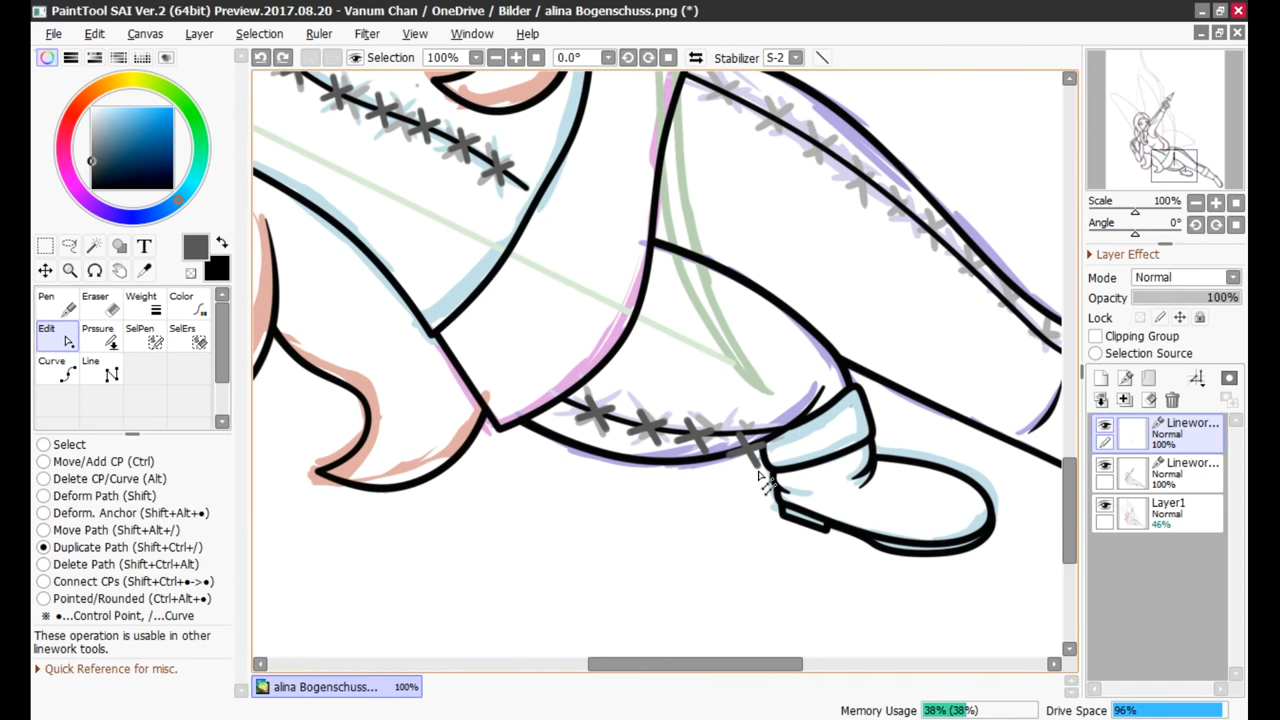 PaintTool SAI Ver.2 (64bit) Preview.2017.08.20 - Vanum Chan / OneDrive / Bilder / alina Bogenschuss.png (*)
File Edit Canvas Layer Selection Ruler Filter View Window Help
Selection 100% 0.0° Stabilizer S-2
T
Scale 100%
Angle 0°
Layer Effect
Mode Normal
Opacity 100%
Lock
Clipping Group
Selection Source
Pen Eraser Weight Color
Edit Prssure SelPen SelErs
Curve Line
Select
Move/Add CP (Ctrl)
Delete CP/Curve (Alt)
Deform Path (Shift)
Deform. Anchor (Shift+Alt+●)
Move Path (Shift+Alt+/)
Duplicate Path (Shift+Ctrl+/)
Delete Path (Shift+Ctrl+Alt)
Connect CPs (Shift+Ctrl+●->●)
Pointed/Rounded (Ctrl+Alt+●)
※ ●...Control Point, /...Curve
These operation is usable in other
linework tools.
Quick Reference for misc.
Linewor...
Normal
100%
Linewor...
Normal
100%
Layer1
Normal
46%
alina Bogenschuss... 100%
Memory Usage 38% (38%) Drive Space 96%